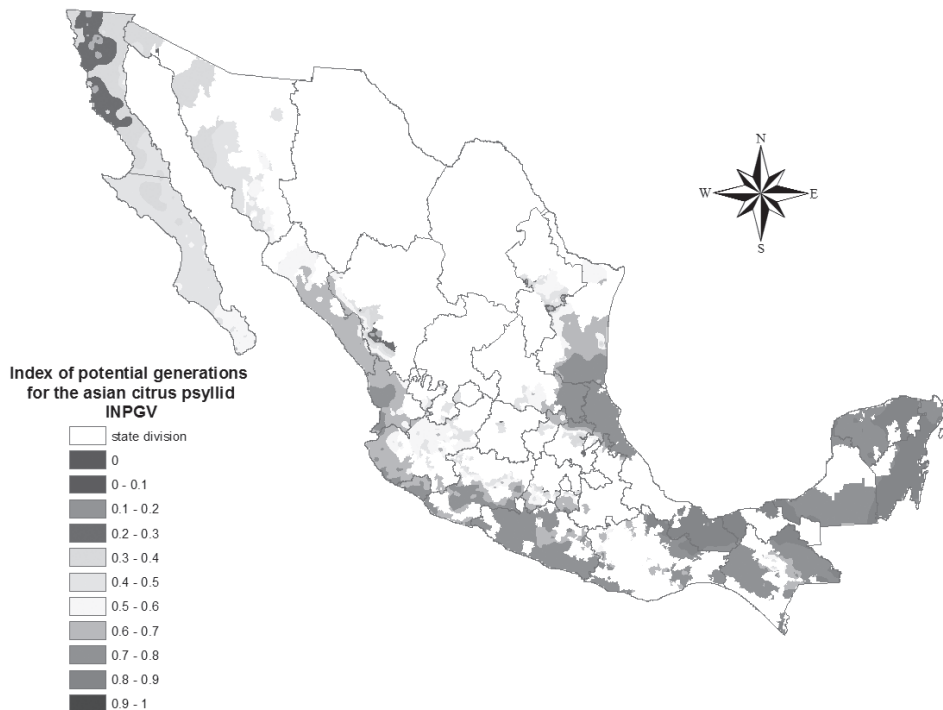 N
W E
S
Index of potential generations
for the asian citrus psyllid
INPGV
state division
0
0 - 0.1
0.1 - 0.2
0.2 - 0.3
0.3 - 0.4
0.4 - 0.5
0.5 - 0.6
0.6 - 0.7
0.7 - 0.8
0.8 - 0.9
0.9 - 1